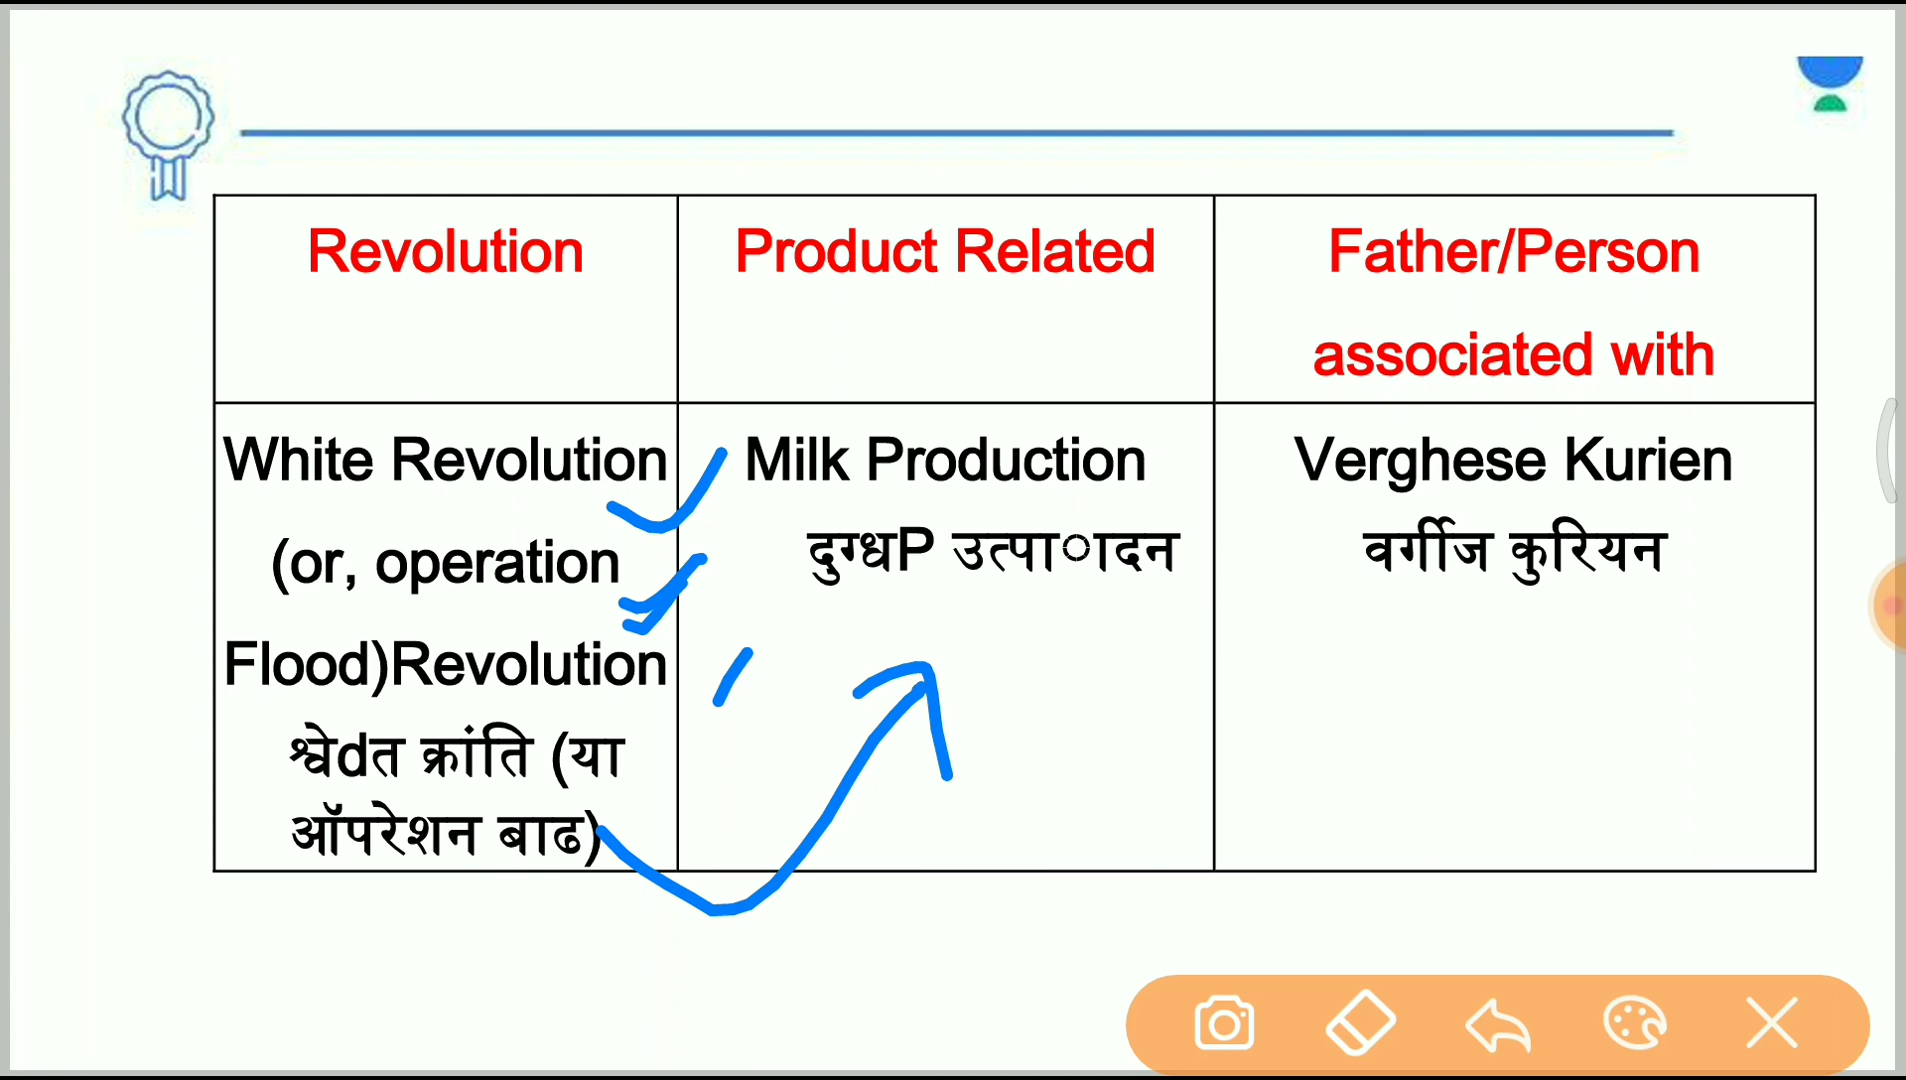 Revolution
Product Related
Father/Person
associated with
White Revolution
(or, operation
Flood)Revolution
श्वेdत क्रांति (या
ऑपरेशन बाढ)
Milk Production
दुग्धP उत्पा◌ादन
Verghese Kurien
वर्गीज कुरियन